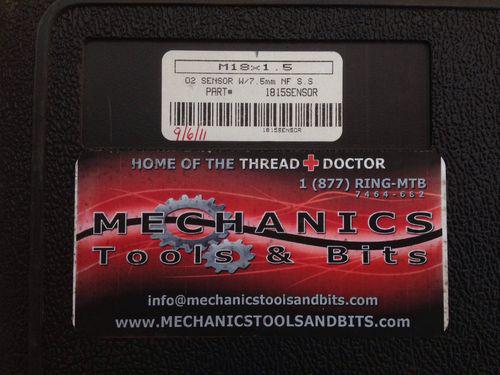 M18x1.5
O2 SENSOR W/7.5mm NF S.S
PART# 1815SENSOR
1815SENSOR
9/6/11
HOME OF THE THREAD DOCTOR
1 (877) RING-MTB
7464-682
MECHANICS
Tools & Bits
info@mechanicstoolsandbits.com
www.MECHANICSTOOLSANDBITS.com